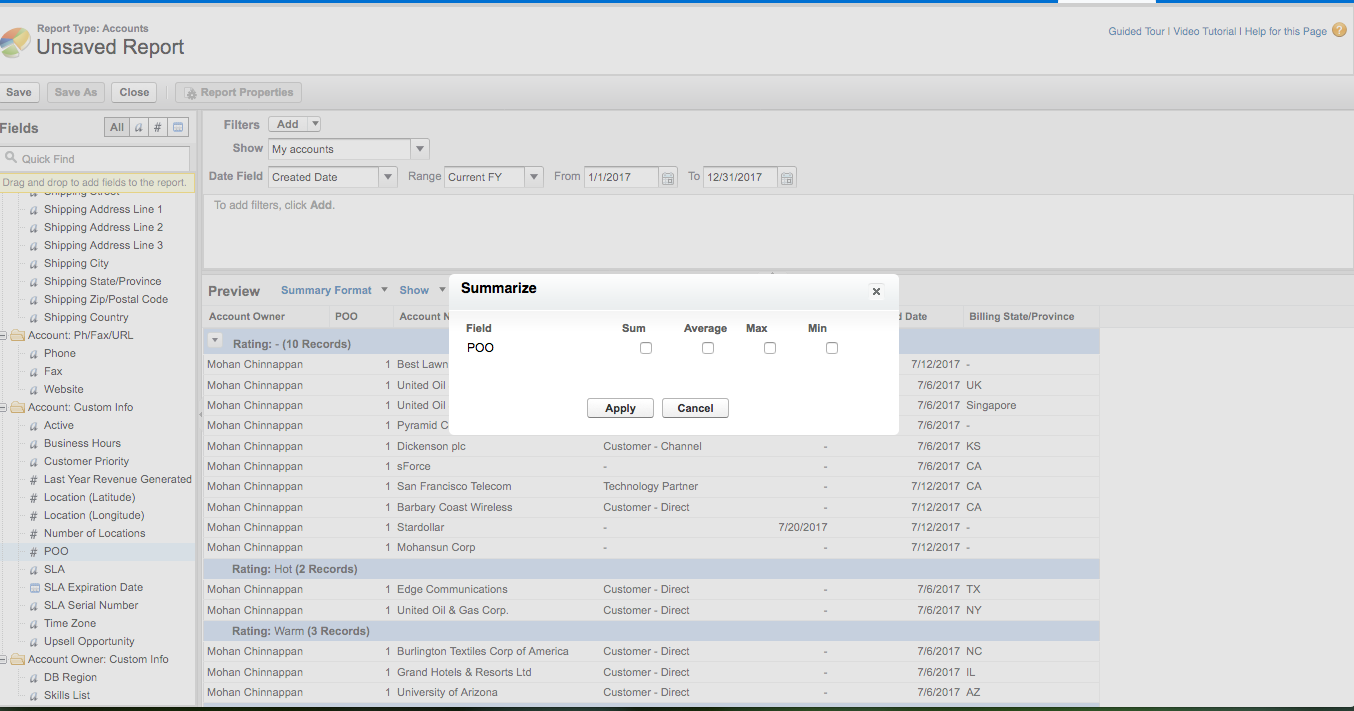 Report Type: Accounts
Unsaved Report
Guided Tour | Video Tutorial | Help for this Page ?
Save Save As Close Report Properties
Fields All a #
Quick Find
Drag and drop to add fields to the report.
Shipping Street
a Shipping Address Line 1
a Shipping Address Line 2
a Shipping Address Line 3
a Shipping City
a Shipping State/Province
a Shipping Zip/Postal Code
a Shipping Country
Account: Ph/Fax/URL
a Phone
a Fax
a Website
Account: Custom Info
a Active
a Business Hours
a Customer Priority
# Last Year Revenue Generated
# Location (Latitude)
# Location (Longitude)
# Number of Locations
# POO
a SLA
SLA Expiration Date
a SLA Serial Number
a Time Zone
a Upsell Opportunity
Account Owner: Custom Info
a DB Region
a Skills List
Filters Add
Show My accounts
Date Field Created Date Range Current FY From 1/1/2017 To 12/31/2017
To add filters, click Add.
Preview Summary Format Show
Summarize
Field Sum Average Max Min
POO
Apply Cancel
Account Owner POO Account N d Date Billing State/Province
Rating: - (10 Records)
Mohan Chinnappan 1 Best Lawn 7/12/2017 -
Mohan Chinnappan 1 United Oil 7/6/2017 UK
Mohan Chinnappan 1 United Oil 7/6/2017 Singapore
Mohan Chinnappan 1 Pyramid C 7/6/2017 -
Mohan Chinnappan 1 Dickenson plc Customer - Channel - 7/6/2017 KS
Mohan Chinnappan 1 sForce - - 7/6/2017 CA
Mohan Chinnappan 1 San Francisco Telecom Technology Partner - 7/12/2017 CA
Mohan Chinnappan 1 Barbary Coast Wireless Customer - Direct - 7/12/2017 CA
Mohan Chinnappan 1 Stardollar - 7/20/2017 7/12/2017 -
Mohan Chinnappan 1 Mohansun Corp - - 7/12/2017 -
Rating: Hot (2 Records)
Mohan Chinnappan 1 Edge Communications Customer - Direct - 7/6/2017 TX
Mohan Chinnappan 1 United Oil & Gas Corp. Customer - Direct - 7/6/2017 NY
Rating: Warm (3 Records)
Mohan Chinnappan 1 Burlington Textiles Corp of America Customer - Direct - 7/6/2017 NC
Mohan Chinnappan 1 Grand Hotels & Resorts Ltd Customer - Direct - 7/6/2017 IL
Mohan Chinnappan 1 University of Arizona Customer - Direct - 7/6/2017 AZ